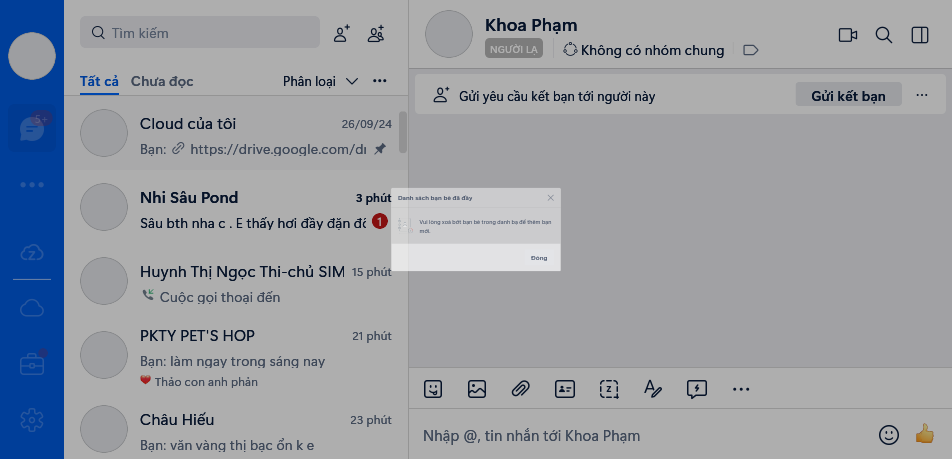 Tìm kiếm
Tất cả Chưa đọc Phân loại
5+
Cloud của tôi 26/09/24
Bạn: https://drive.google.com/dr
Nhi Sâu Pond 3 phút
Sâu bth nha c . E thấy hơi đầy đặn đô 1
Huynh Thị Ngọc Thi-chủ SIM 15 phút
Cuộc gọi thoại đến
PKTY PET'S HOP 21 phút
Bạn: làm ngay trong sáng nay
Thảo con anh phản
Châu Hiếu 23 phút
Bạn: văn vàng thị bạc ổn k e
Khoa Phạm
NGƯỜI LẠ Không có nhóm chung
Gửi yêu cầu kết bạn tới người này Gửi kết bạn
Danh sách bạn bè đã đầy
Vui lòng xoá bớt bạn bè trong danh bạ để thêm bạn
mới.
Đóng
Nhập @, tin nhắn tới Khoa Phạm